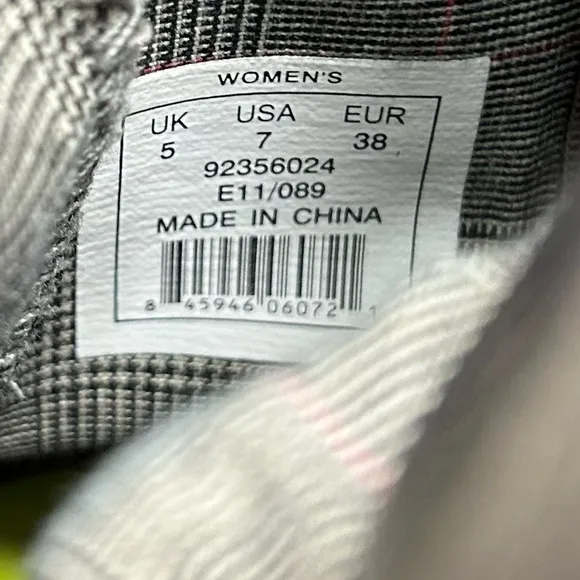 WOMEN'S
UK USA EUR
5 7 38
92356024
E11/089
MADE IN CHINA
8 45946 06072 1